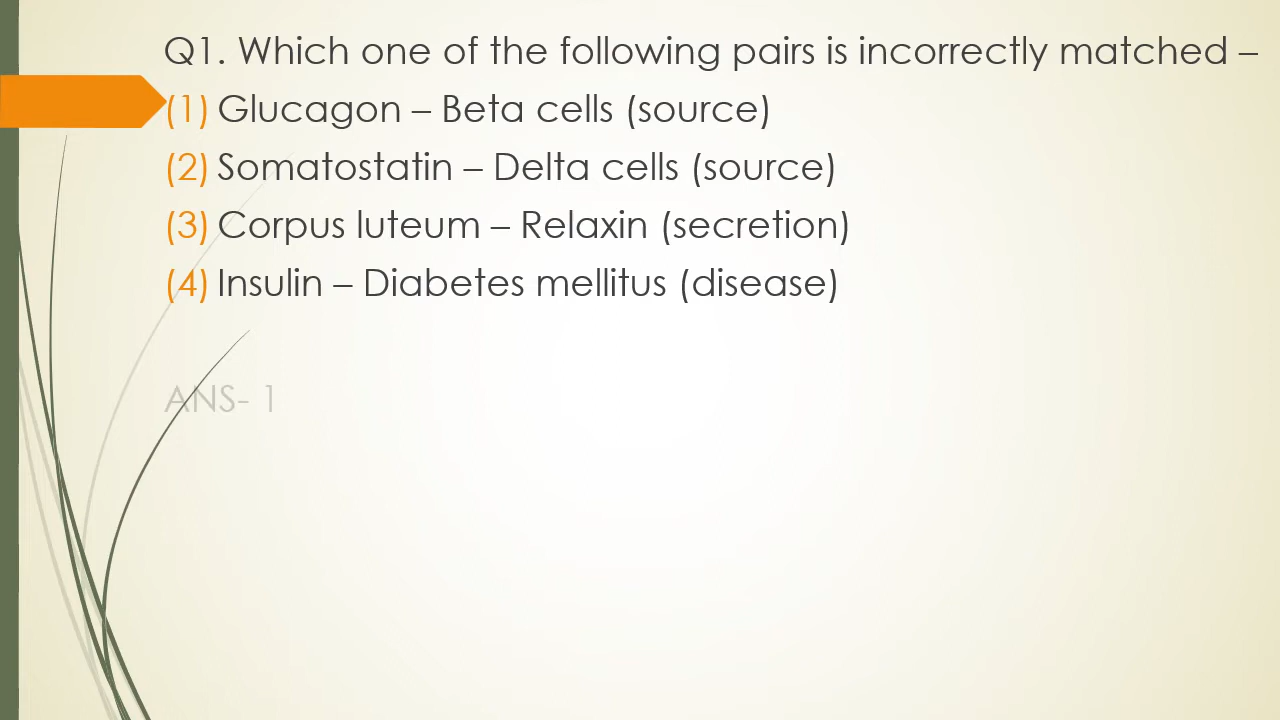 Q1. Which one of the following pairs is incorrectly matched –
(1) Glucagon – Beta cells (source)
(2) Somatostatin – Delta cells (source)
(3) Corpus luteum – Relaxin (secretion)
(4) Insulin – Diabetes mellitus (disease)
ANS- 1